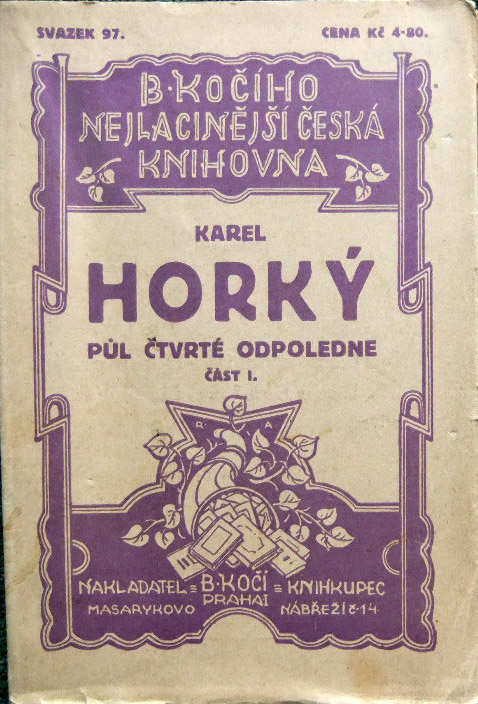 SVAZEK 97.
CENA Kč 4·80.
B·KOČÍHO
NEJLACINĚJŠÍ ČESKÁ
KNIHOVNA
KAREL
HORKÝ
PŮL ČTVRTÉ ODPOLEDNE
ČÁST I.
R A
NAKLADATEL = B·KOČÍ = KNIHKUPEC
PRAHA I
MASARYKOVO NÁBŘEŽÍ č·14·